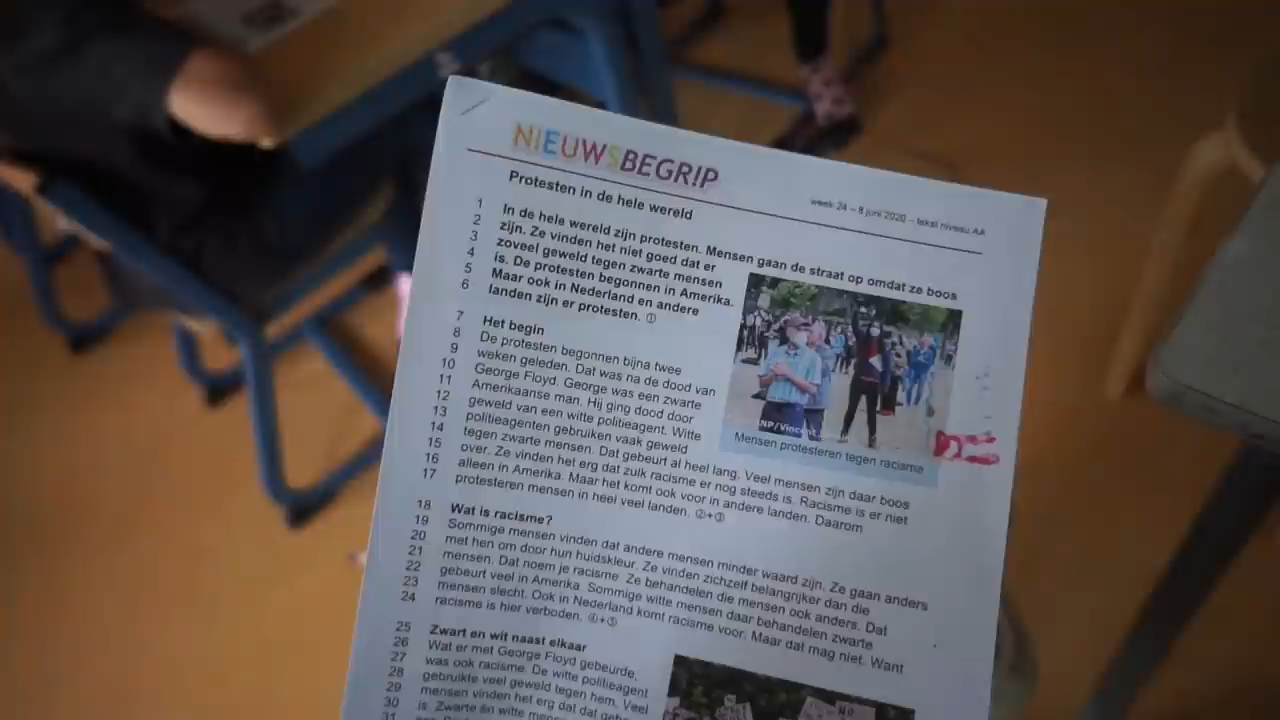 NIEUWSBEGR!P
week 24 – 8 juni 2020 – tekst niveau AA
Protesten in de hele wereld
1 In de hele wereld zijn protesten. Mensen gaan de straat op omdat ze boos
2 zijn. Ze vinden het niet goed dat er
3 zoveel geweld tegen zwarte mensen
4 is. De protesten begonnen in Amerika.
5 Maar ook in Nederland en andere
6 landen zijn er protesten. ①
7 Het begin
8 De protesten begonnen bijna twee
9 weken geleden. Dat was na de dood van
10 George Floyd. George was een zwarte
11 Amerikaanse man. Hij ging dood door
12 geweld van een witte politieagent. Witte
13 politieagenten gebruiken vaak geweld
14 tegen zwarte mensen. Dat gebeurt al heel lang. Veel mensen zijn daar boos
15 over. Ze vinden het erg dat zulk racisme er nog steeds is. Racisme is er niet
16 alleen in Amerika. Maar het komt ook voor in andere landen. Daarom
17 protesteren mensen in heel veel landen. ②+③
NP/Vincent
Mensen protesteren tegen racisme
18 Wat is racisme?
19 Sommige mensen vinden dat andere mensen minder waard zijn. Ze gaan anders
20 met hen om door hun huidskleur. Ze vinden zichzelf belangrijker dan die
21 mensen. Dat noem je racisme. Ze behandelen die mensen ook anders. Dat
22 gebeurt veel in Amerika. Sommige witte mensen daar behandelen zwarte
23 mensen slecht. Ook in Nederland komt racisme voor. Maar dat mag niet. Want
24 racisme is hier verboden. ④+⑤
25 Zwart en wit naast elkaar
26 Wat er met George Floyd gebeurde,
27 was ook racisme. De witte politieagent
28 gebruikte veel geweld tegen hem. Veel
29 mensen vinden het erg dat dat
30 is. Zwarte én witte
31